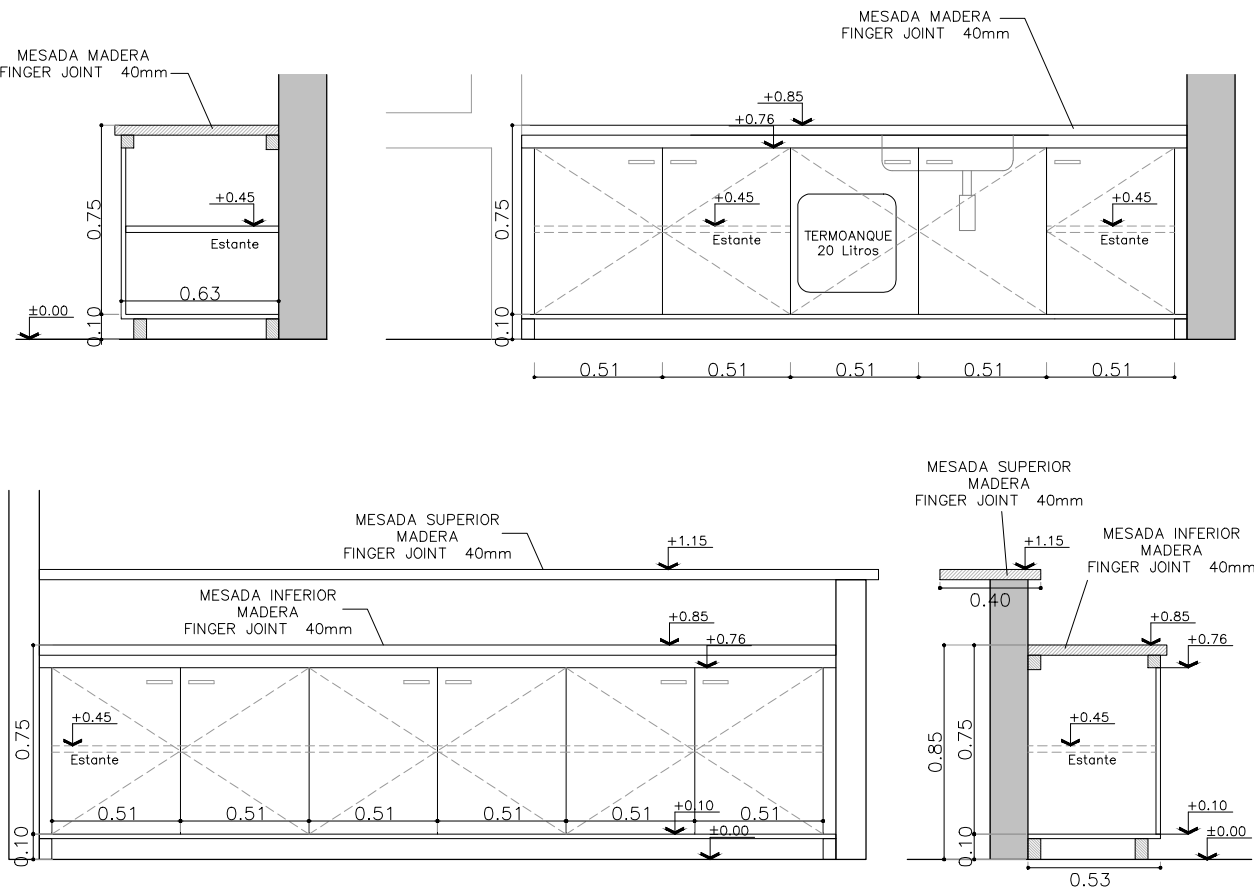 MESADA MADERA
FINGER JOINT 40mm
+0.45
Estante
0.75
0.63
±0.00
0.10
MESADA MADERA
FINGER JOINT 40mm
+0.85
+0.76
+0.45
Estante
TERMOANQUE
20 Litros
+0.45
Estante
0.75
0.10
0.51
0.51
0.51
0.51
0.51
MESADA SUPERIOR
MADERA
FINGER JOINT 40mm
+1.15
MESADA INFERIOR
MADERA
FINGER JOINT 40mm
+0.85
+0.76
+0.45
Estante
0.75
0.51
0.51
0.51
0.51
0.51
0.51
+0.10
±0.00
0.10
MESADA SUPERIOR
MADERA
FINGER JOINT 40mm
+1.15
MESADA INFERIOR
MADERA
FINGER JOINT 40mm
0.40
+0.85
+0.76
+0.45
Estante
0.85
0.75
+0.10
±0.00
0.10
0.53